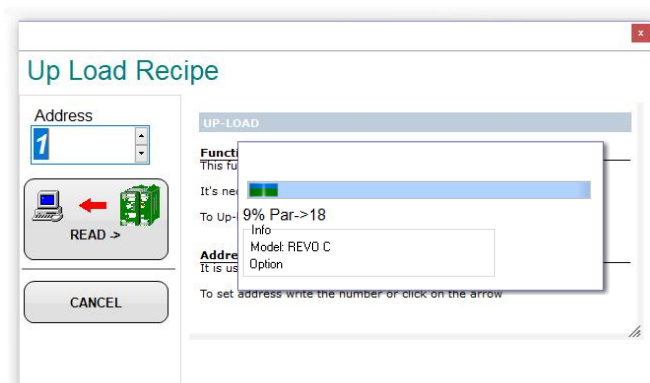 x
Up Load Recipe
Address
1
READ ->
CANCEL
UP-LOAD
Functi
This fu
It's ne
To Up-
9% Par->18
Info
Model: REVO C
Option
Addre
It is us
To set address write the number or click on the arrow